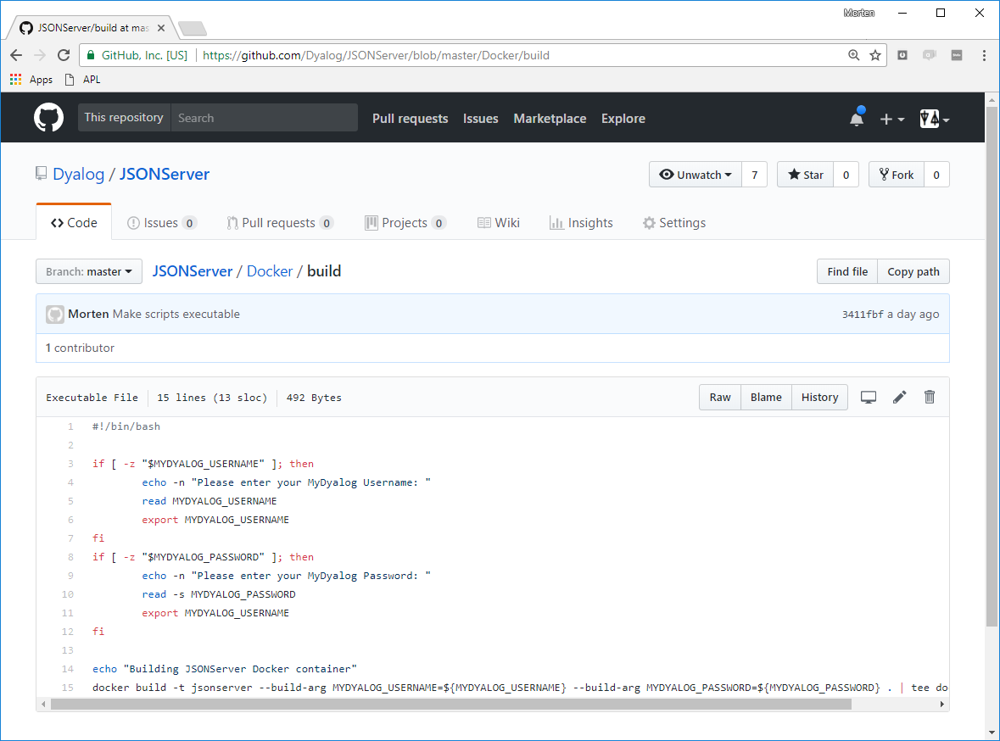 Morten
JSONServer/build at mas
GitHub, Inc. [US] https://github.com/Dyalog/JSONServer/blob/master/Docker/build
Apps APL
This repository Search Pull requests Issues Marketplace Explore
Dyalog / JSONServer Unwatch 7 Star 0 Fork 0
Code Issues 0 Pull requests 0 Projects 0 Wiki Insights Settings
Branch: master JSONServer / Docker / build Find file Copy path
Morten Make scripts executable 3411fbf a day ago
1 contributor
Executable File 15 lines (13 sloc) 492 Bytes Raw Blame History
1 #!/bin/bash
2
3 if [ -z "$MYDYALOG_USERNAME" ]; then
4 echo -n "Please enter your MyDyalog Username: "
5 read MYDYALOG_USERNAME
6 export MYDYALOG_USERNAME
7 fi
8 if [ -z "$MYDYALOG_PASSWORD" ]; then
9 echo -n "Please enter your MyDyalog Password: "
10 read -s MYDYALOG_PASSWORD
11 export MYDYALOG_USERNAME
12 fi
13
14 echo "Building JSONServer Docker container"
15 docker build -t jsonserver --build-arg MYDYALOG_USERNAME=${MYDYALOG_USERNAME} --build-arg MYDYALOG_PASSWORD=${MYDYALOG_PASSWORD} . | tee do